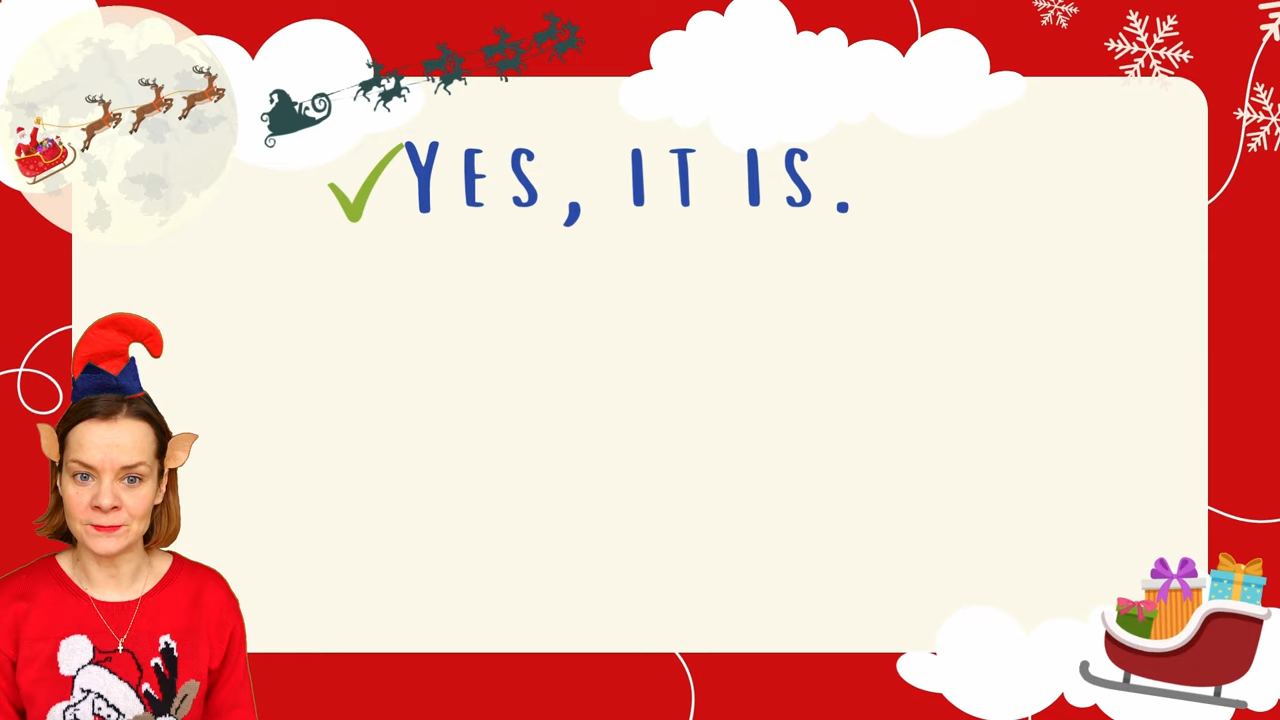 YES, IT IS.